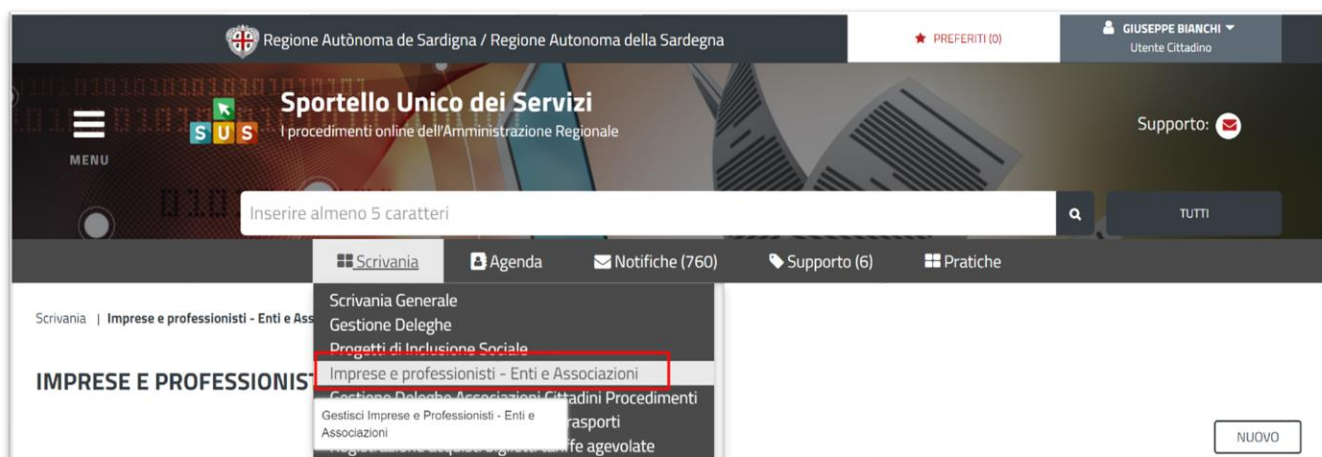 Regione Autònoma de Sardigna / Regione Autonoma della Sardegna
PREFERITI (0)
GIUSEPPE BIANCHI
Utente Cittadino
MENU
SUS
Sportello Unico dei Servizi
I procedimenti online dell'Amministrazione Regionale
Supporto:
Inserire almeno 5 caratteri
TUTTI
Scrivania
Agenda
Notifiche (760)
Supporto (6)
Pratiche
Scrivania | Imprese e professionisti - Enti e Ass
IMPRESE E PROFESSIONIS
Scrivania Generale
Gestione Deleghe
Progetti di Inclusione Sociale
Imprese e professionisti - Enti e Associazioni
Gestione Deleghe Associazioni Cittadini Procedimenti
rasporti
Gestisci Imprese e Professionisti - Enti e
Associazioni
agevolate
NUOVO